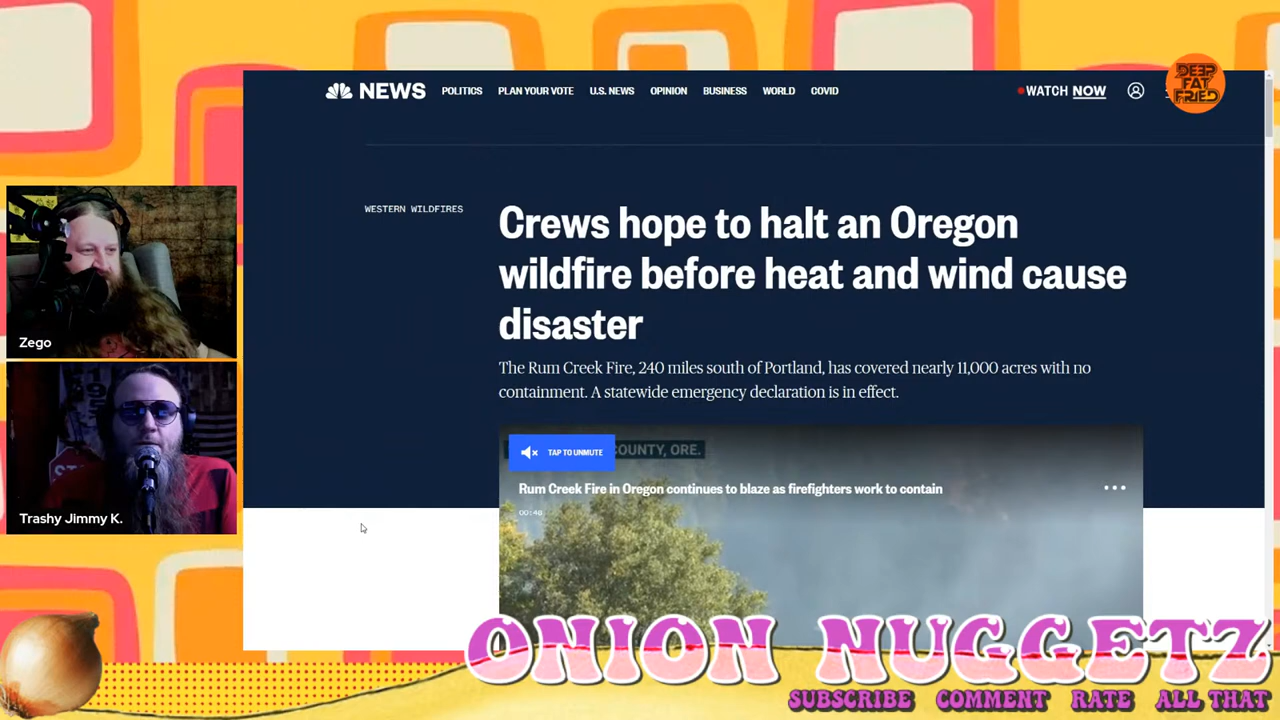 NEWS POLITICS PLAN YOUR VOTE U.S. NEWS OPINION BUSINESS WORLD COVID WATCH NOW
DEEP
FAT
FRIED
WESTERN WILDFIRES
Crews hope to halt an Oregon
wildfire before heat and wind cause
disaster
The Rum Creek Fire, 240 miles south of Portland, has covered nearly 11,000 acres with no
containment. A statewide emergency declaration is in effect.
TAP TO UNMUTE
OUNTY, ORE.
Rum Creek Fire in Oregon continues to blaze as firefighters work to contain
00:48
Zego
Trashy Jimmy K.
ONION NUGGETZ
SUBSCRIBE COMMENT RATE ALL THAT